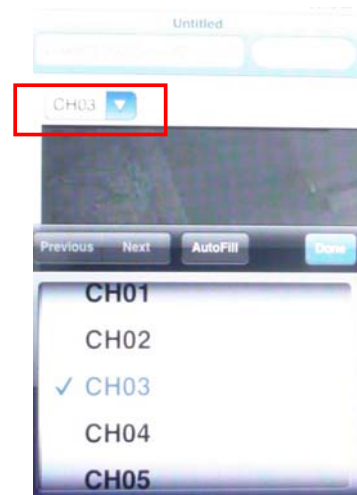 Untitled
CH03
Previous Next AutoFill Done
CH01
CH02
✓ CH03
CH04
CH05